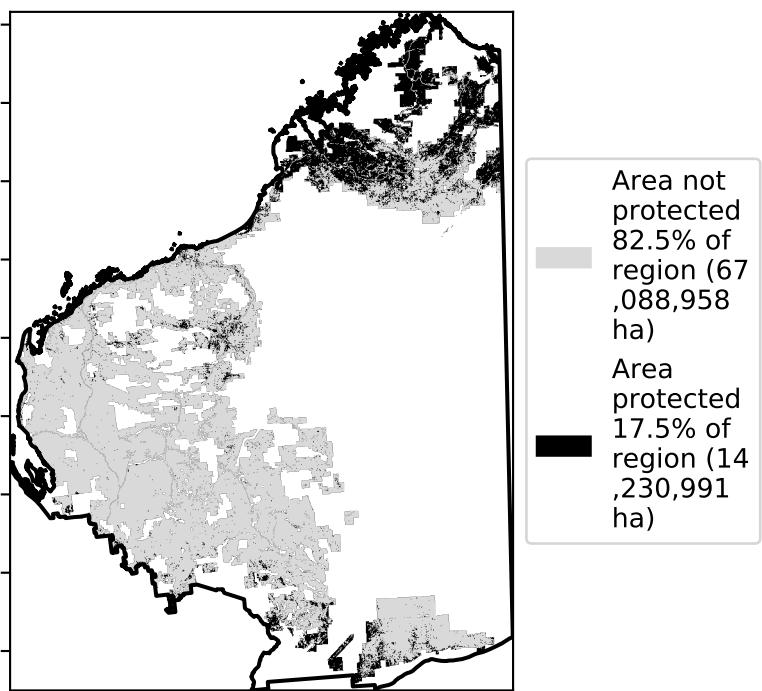 Area not
protected
82.5% of
region (67
,088,958
ha)
Area
protected
17.5% of
region (14
,230,991
ha)